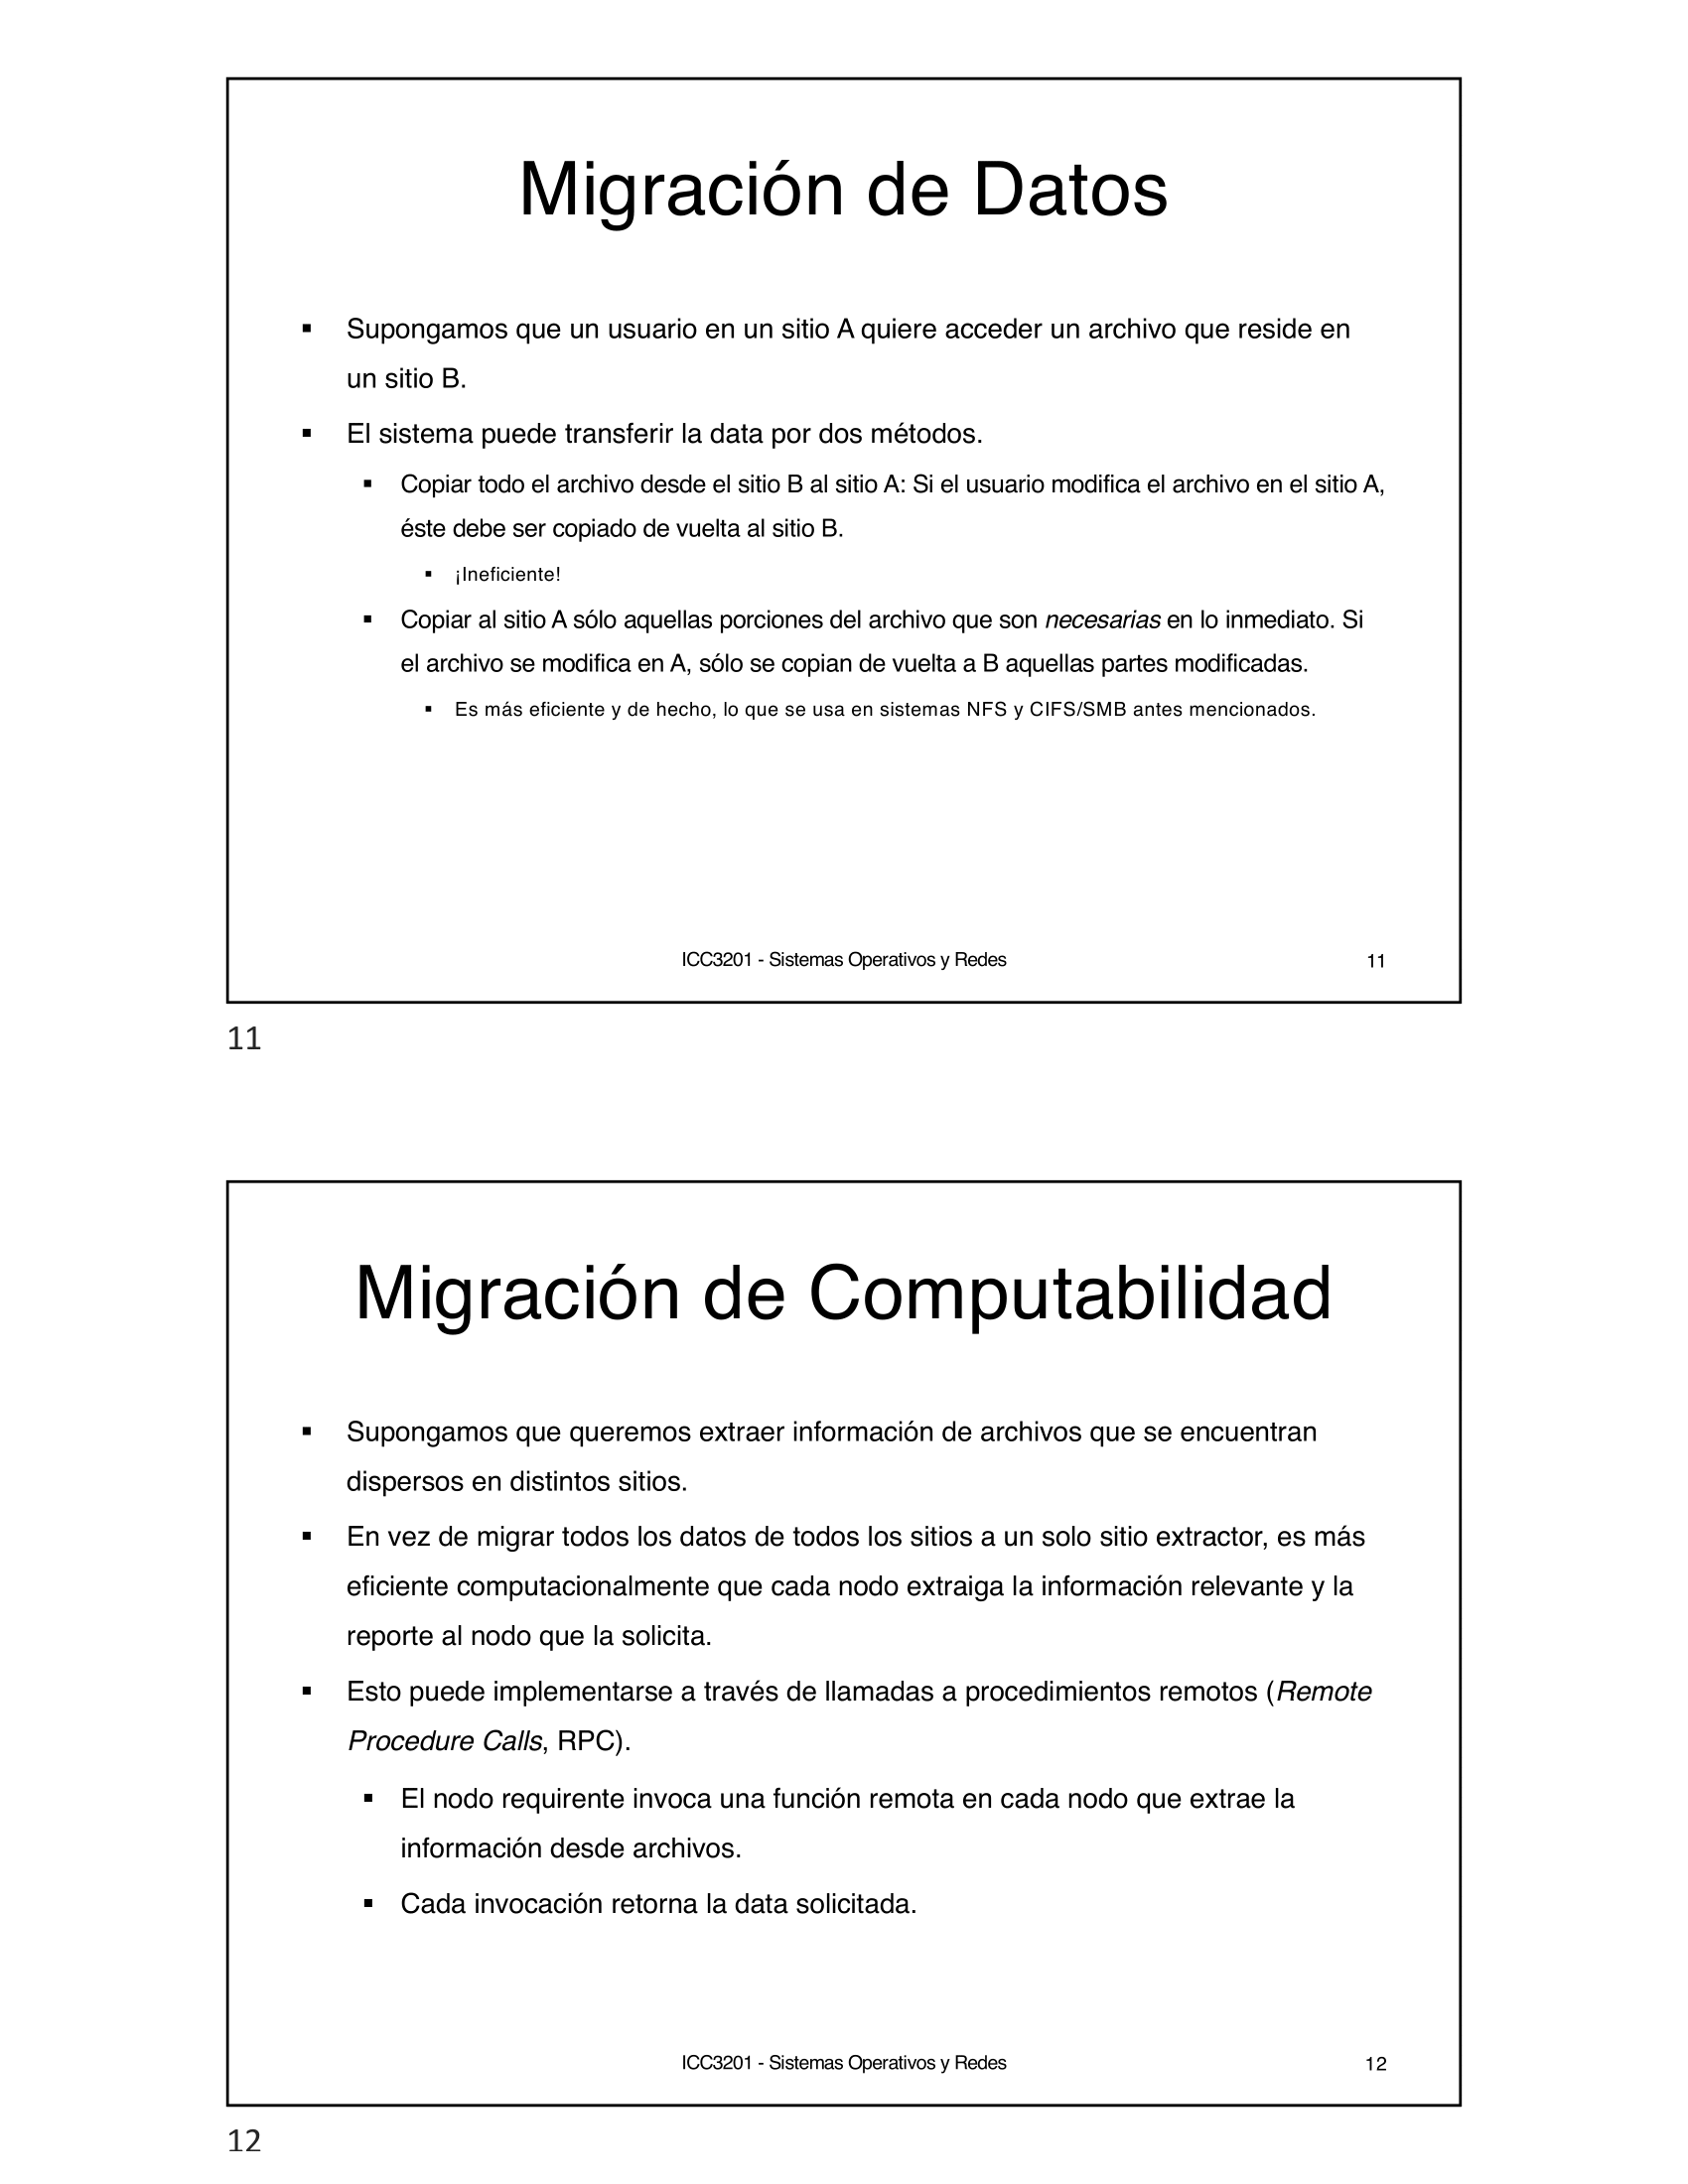 Migración de Datos
▪ Supongamos que un usuario en un sitio A quiere acceder un archivo que reside en
un sitio B.
▪ El sistema puede transferir la data por dos métodos.
▪ Copiar todo el archivo desde el sitio B al sitio A: Si el usuario modifica el archivo en el sitio A,
éste debe ser copiado de vuelta al sitio B.
▪ ¡Ineficiente!
▪ Copiar al sitio A sólo aquellas porciones del archivo que son necesarias en lo inmediato. Si
el archivo se modifica en A, sólo se copian de vuelta a B aquellas partes modificadas.
▪ Es más eficiente y de hecho, lo que se usa en sistemas NFS y CIFS/SMB antes mencionados.
ICC3201 - Sistemas Operativos y Redes 11
11
Migración de Computabilidad
▪ Supongamos que queremos extraer información de archivos que se encuentran
dispersos en distintos sitios.
▪ En vez de migrar todos los datos de todos los sitios a un solo sitio extractor, es más
eficiente computacionalmente que cada nodo extraiga la información relevante y la
reporte al nodo que la solicita.
▪ Esto puede implementarse a través de llamadas a procedimientos remotos (Remote
Procedure Calls, RPC).
▪ El nodo requirente invoca una función remota en cada nodo que extrae la
información desde archivos.
▪ Cada invocación retorna la data solicitada.
ICC3201 - Sistemas Operativos y Redes 12
12